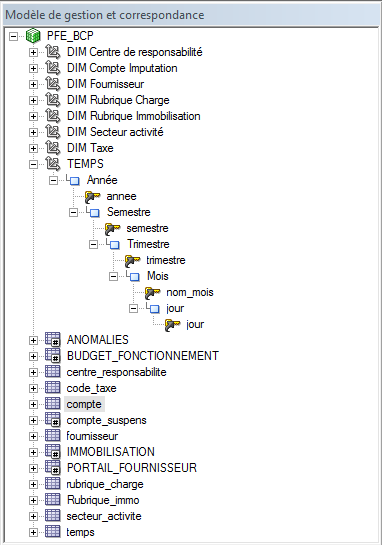 Modèle de gestion et correspondance
PFE_BCP
DIM Centre de responsabilité
DIM Compte Imputation
DIM Fournisseur
DIM Rubrique Charge
DIM Rubrique Immobilisation
DIM Secteur activité
DIM Taxe
TEMPS
Année
annee
Semestre
semestre
Trimestre
trimestre
Mois
nom_mois
jour
jour
ANOMALIES
BUDGET_FONCTIONNEMENT
centre_responsabilite
code_taxe
compte
compte_suspens
fournisseur
IMMOBILISATION
PORTAIL_FOURNISSEUR
rubrique_charge
Rubrique_immo
secteur_activite
temps